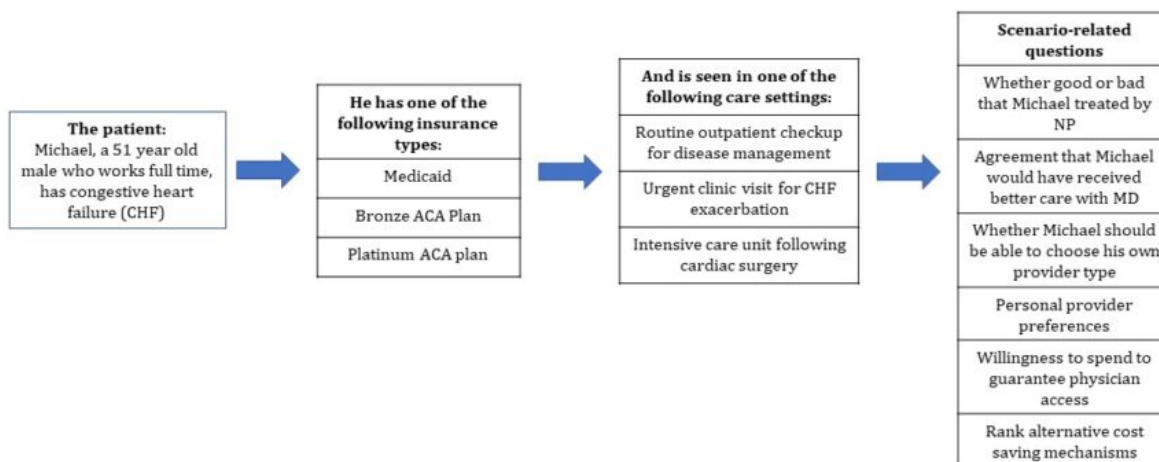 The patient:
Michael, a 51 year old
male who works full time,
has congestive heart
failure (CHF)
He has one of the
following insurance
types:
Medicaid
Bronze ACA Plan
Platinum ACA plan
And is seen in one of the
following care settings:
Routine outpatient checkup
for disease management
Urgent clinic visit for CHF
exacerbation
Intensive care unit following
cardiac surgery
Scenario-related
questions
Whether good or bad
that Michael treated by
NP
Agreement that Michael
would have received
better care with MD
Whether Michael should
be able to choose his own
provider type
Personal provider
preferences
Willingness to spend to
guarantee physician
access
Rank alternative cost
saving mechanisms